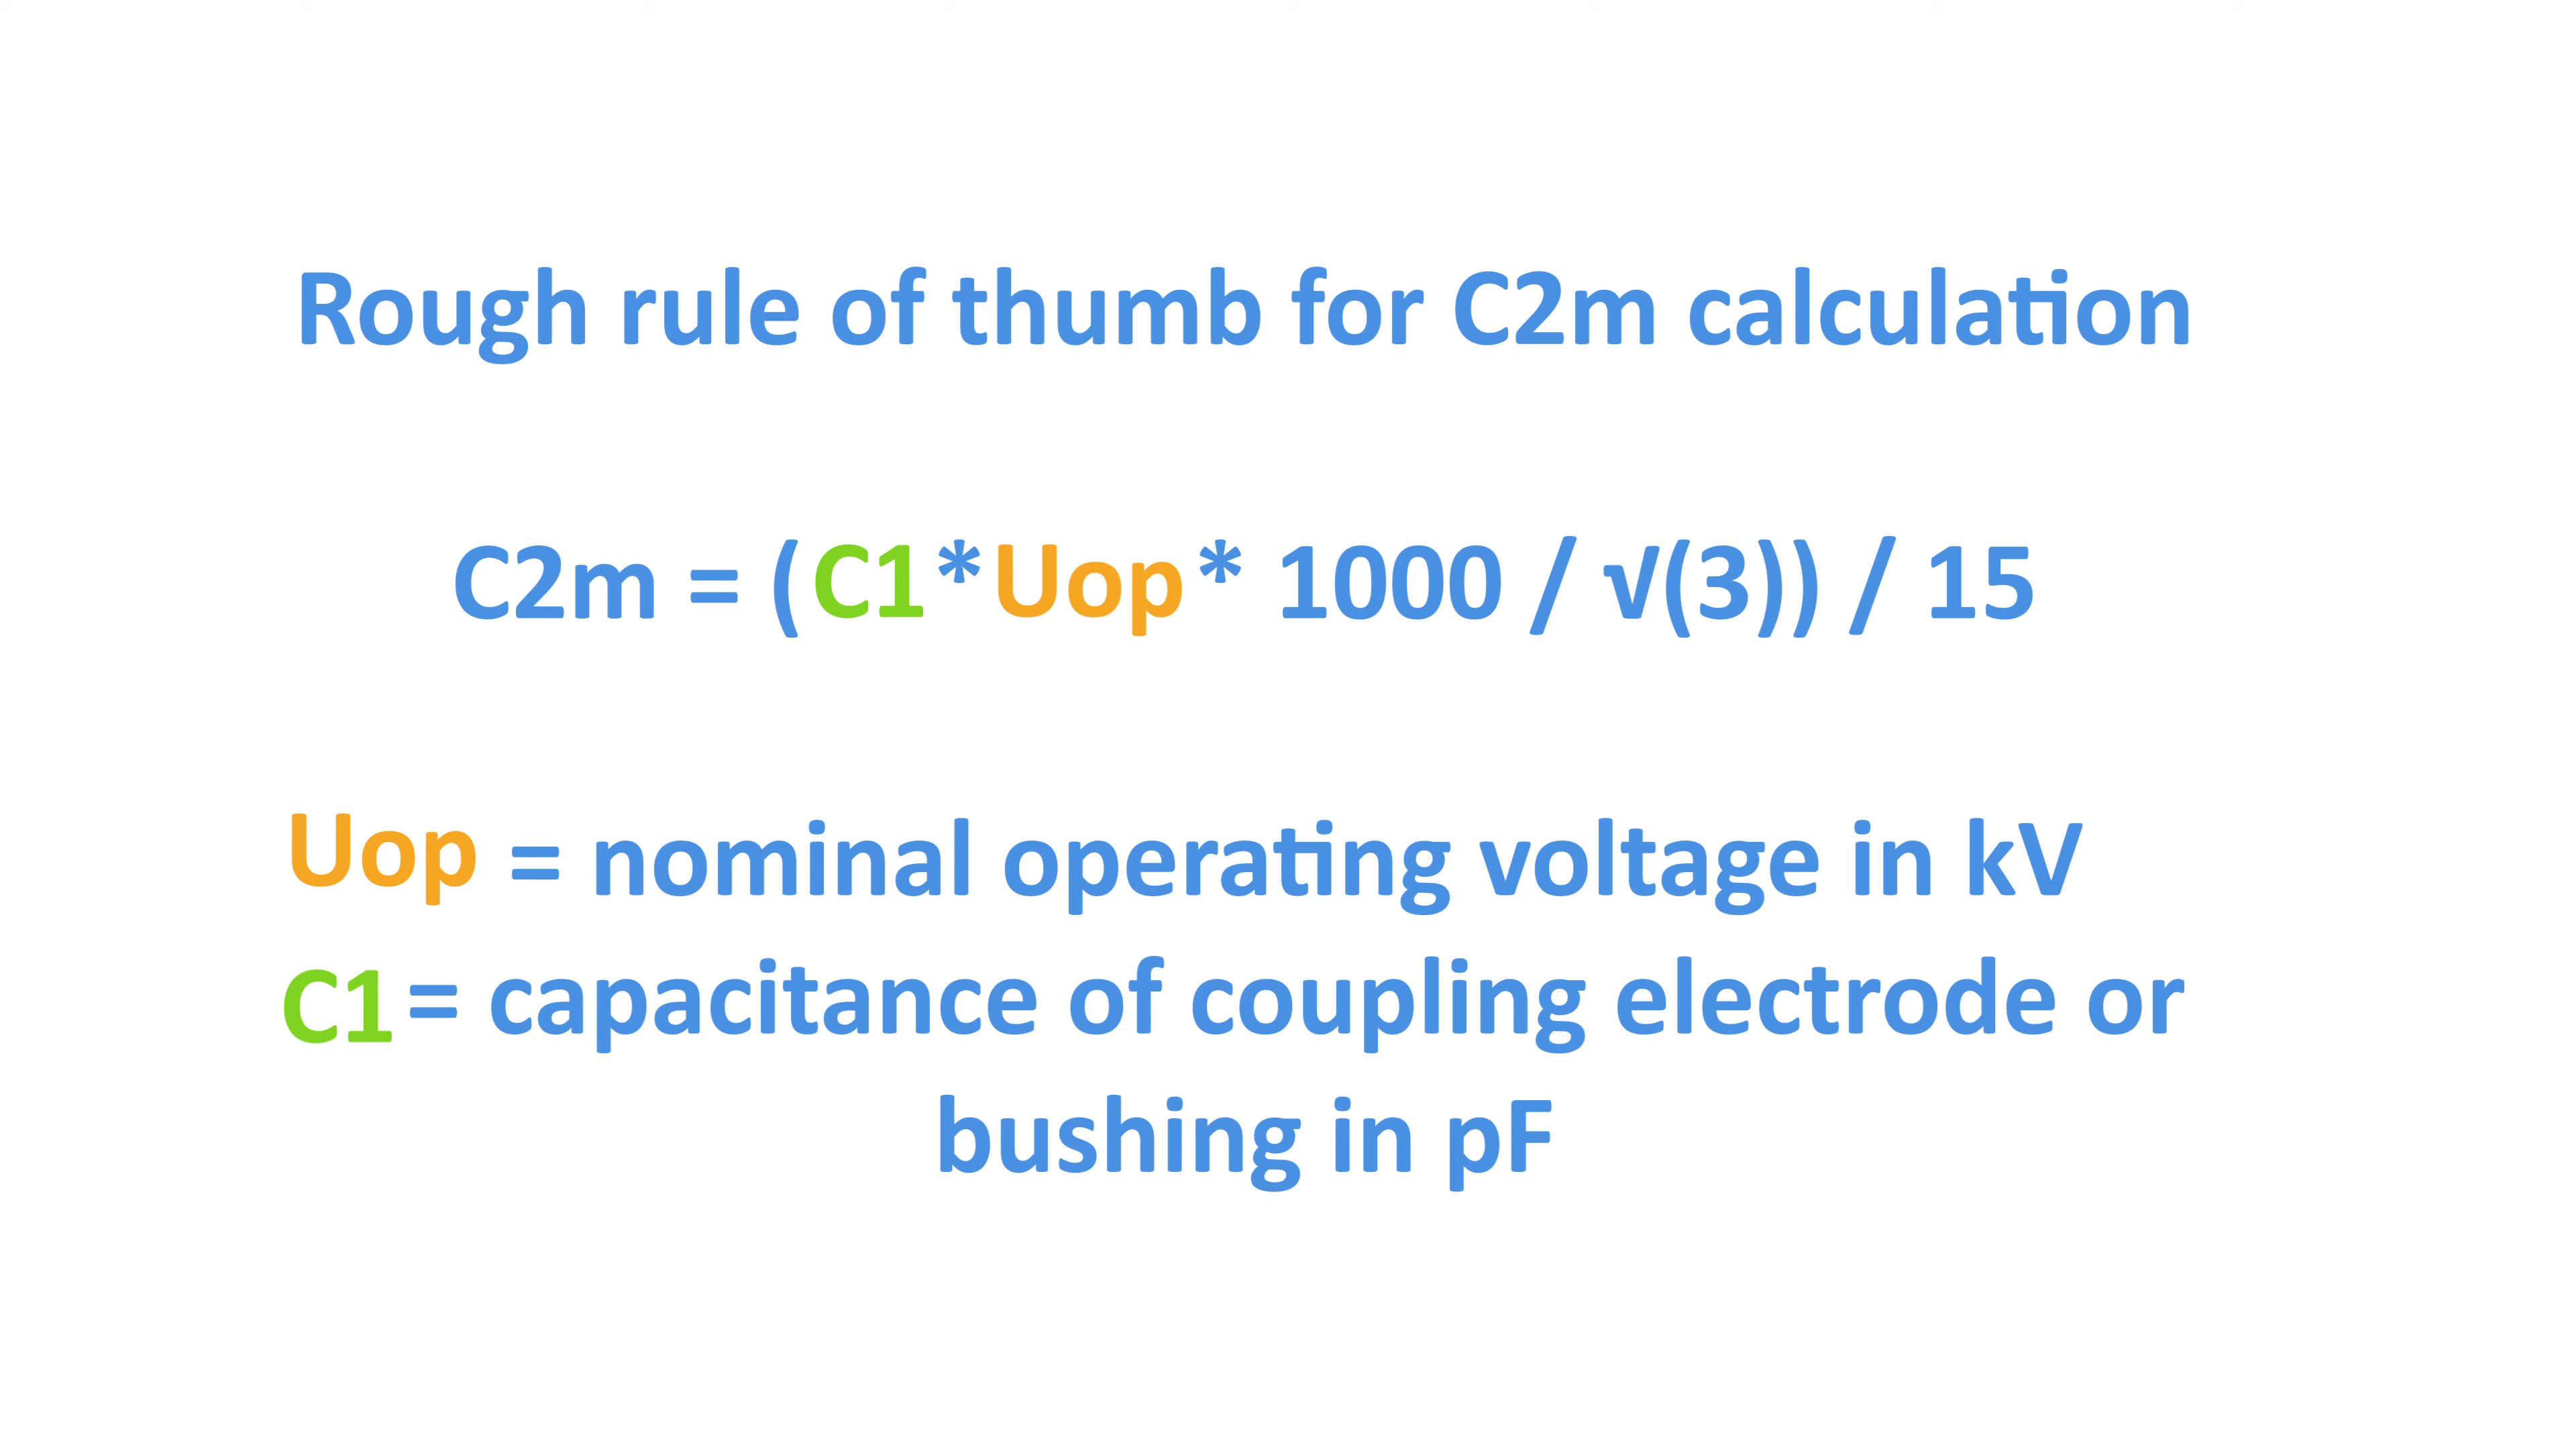 Rough rule of thumb for C2m calculation
C2m = (C1*Uop* 1000 / √(3)) / 15
Uop = nominal operating voltage in kV
C1= capacitance of coupling electrode or
bushing in pF